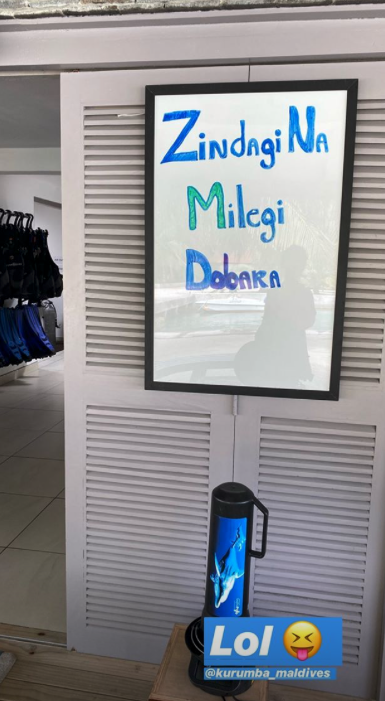 Zindagi Na
Milegi
Dobara
Lol 😝
@kurumba_maldives